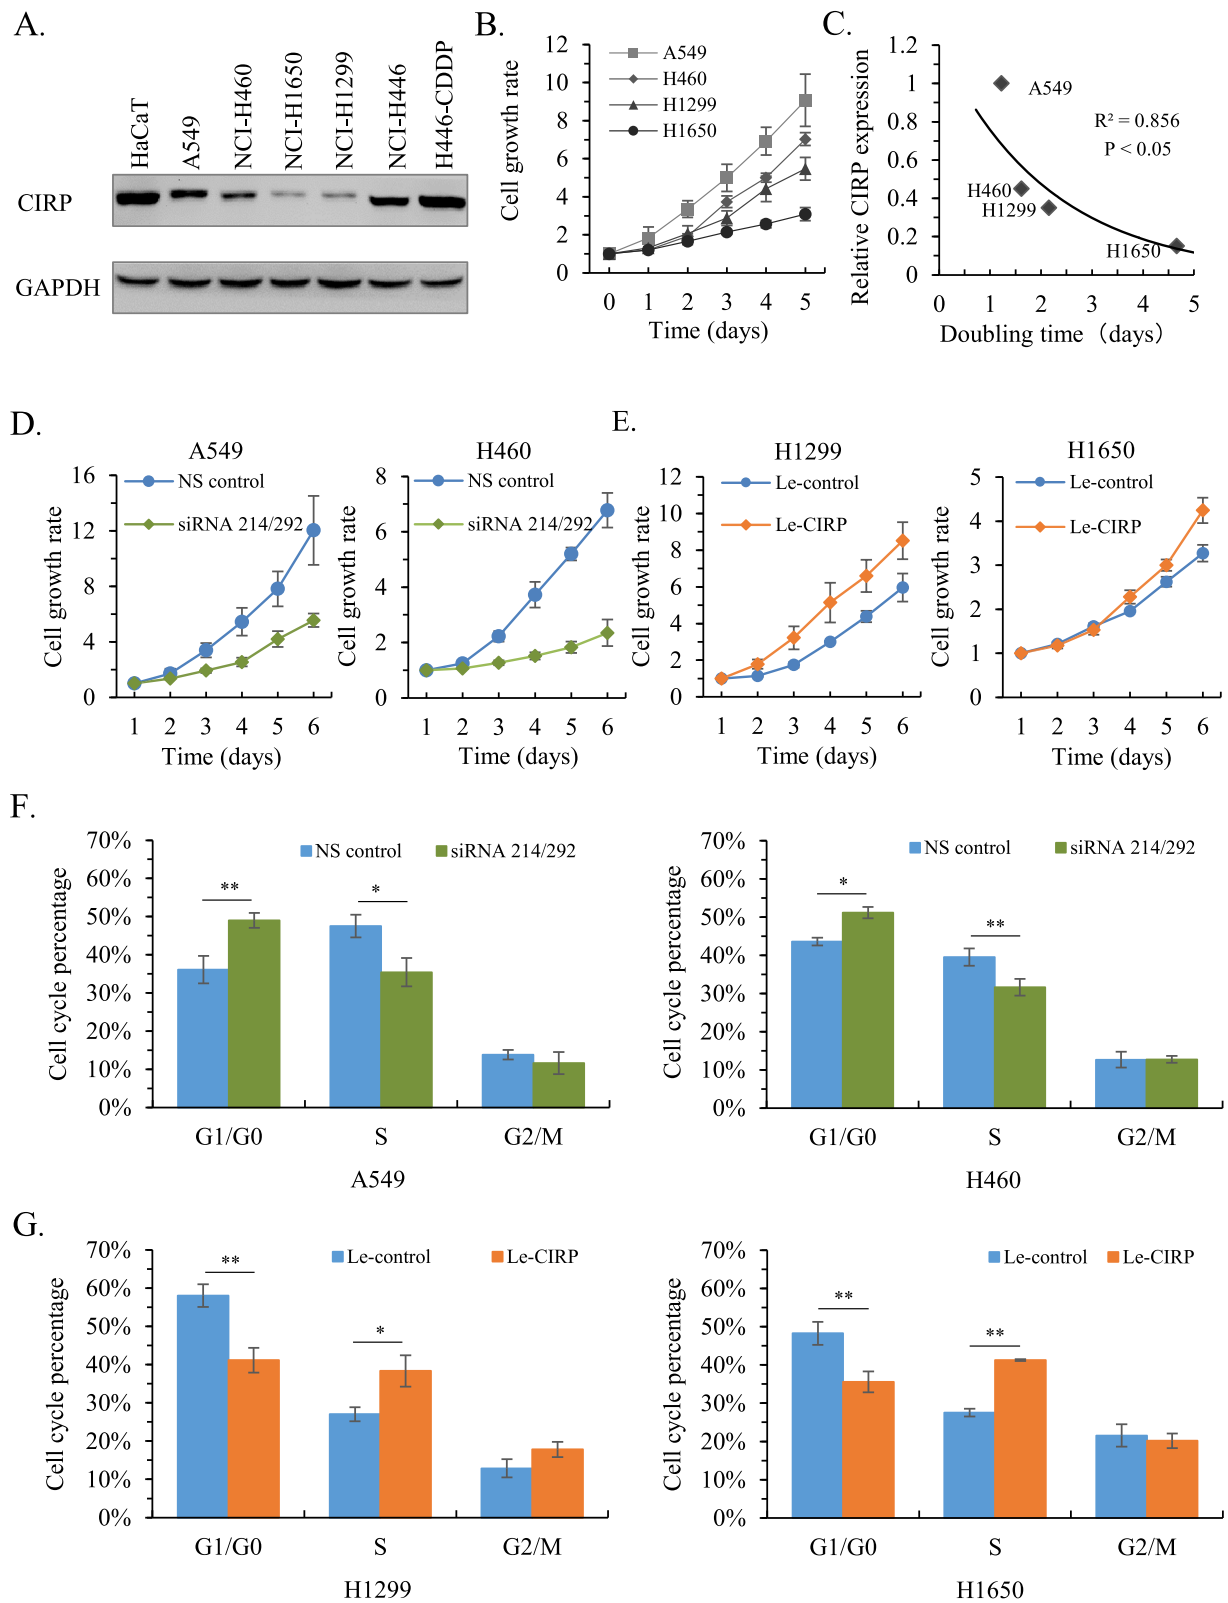 A.
HaCaT
A549
NCI-H460
NCI-H1650
NCI-H1299
NCI-H446
H446-CDDP
CIRP
GAPDH
B.
Cell growth rate
12
10
8
6
4
2
0
A549
H460
H1299
H1650
0 1 2 3 4 5
Time (days)
C.
Relative CIRP expression
1.2
1
0.8
0.6
0.4
0.2
0
A549
R² = 0.856
P < 0.05
H460
H1299
H1650
0 1 2 3 4 5
Doubling time（days）
D.
A549
Cell growth rate
16
12
8
4
0
NS control
siRNA 214/292
1 2 3 4 5 6
Time (days)
H460
Cell growth rate
8
6
4
2
0
NS control
siRNA 214/292
1 2 3 4 5 6
Time (days)
E.
H1299
Cell growth rate
12
10
8
6
4
2
0
Le-control
Le-CIRP
1 2 3 4 5 6
Time (days)
H1650
Cell growth rate
5
4
3
2
1
0
Le-control
Le-CIRP
1 2 3 4 5 6
Time (days)
F.
Cell cycle percentage
70%
60%
50%
40%
30%
20%
10%
0%
NS control siRNA 214/292
**
*
G1/G0 S G2/M
A549
Cell cycle percentage
70%
60%
50%
40%
30%
20%
10%
0%
NS control siRNA 214/292
*
**
G1/G0 S G2/M
H460
G.
Cell cycle percentage
70%
60%
50%
40%
30%
20%
10%
0%
Le-control Le-CIRP
**
*
G1/G0 S G2/M
H1299
Cell cycle percentage
70%
60%
50%
40%
30%
20%
10%
0%
Le-control Le-CIRP
**
**
G1/G0 S G2/M
H1650